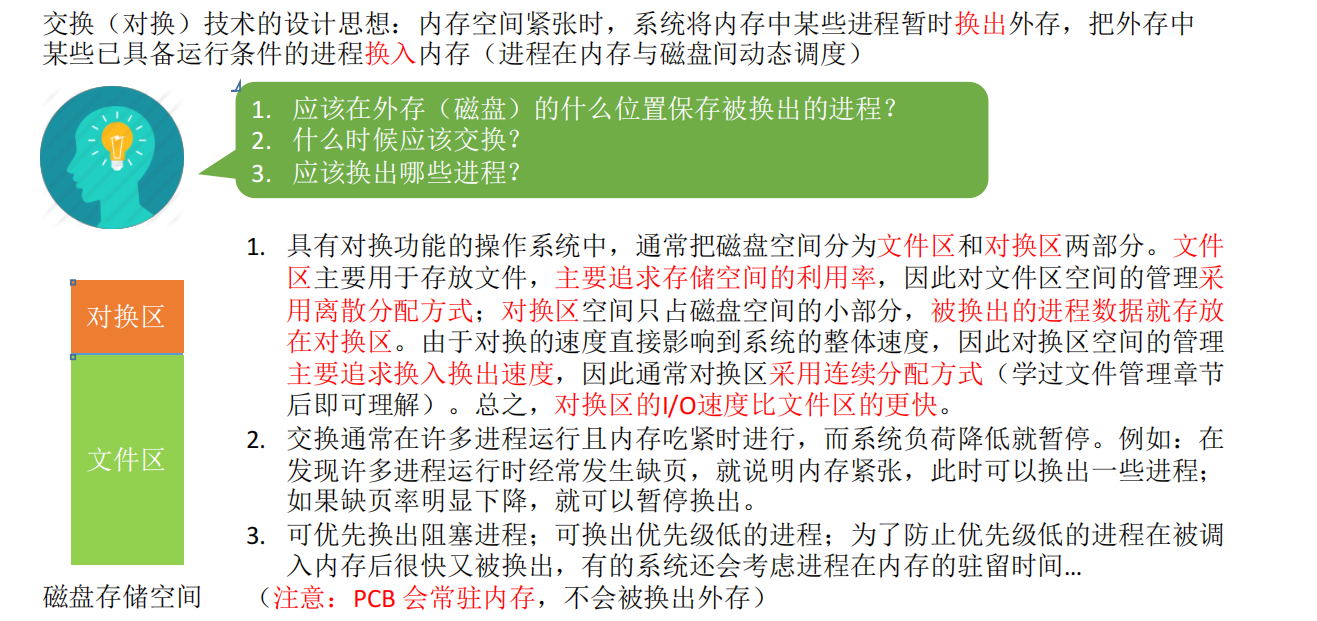 交换（对换）技术的设计思想：内存空间紧张时，系统将内存中某些进程暂时换出外存，把外存中
某些已具备运行条件的进程换入内存（进程在内存与磁盘间动态调度）
1. 应该在外存（磁盘）的什么位置保存被换出的进程？
2. 什么时候应该交换？
3. 应该换出哪些进程？
1. 具有对换功能的操作系统中，通常把磁盘空间分为文件区和对换区两部分。文件
区主要用于存放文件，主要追求存储空间的利用率，因此对文件区空间的管理采
用离散分配方式；对换区空间只占磁盘空间的小部分，被换出的进程数据就存放
在对换区。由于对换的速度直接影响到系统的整体速度，因此对换区空间的管理
主要追求换入换出速度，因此通常对换区采用连续分配方式（学过文件管理章节
后即可理解）。总之，对换区的I/O速度比文件区的更快。
2. 交换通常在许多进程运行且内存吃紧时进行，而系统负荷降低就暂停。例如：在
发现许多进程运行时经常发生缺页，就说明内存紧张，此时可以换出一些进程；
如果缺页率明显下降，就可以暂停换出。
3. 可优先换出阻塞进程；可换出优先级低的进程；为了防止优先级低的进程在被调
入内存后很快又被换出，有的系统还会考虑进程在内存的驻留时间…
（注意：PCB 会常驻内存，不会被换出外存）
对换区
文件区
磁盘存储空间